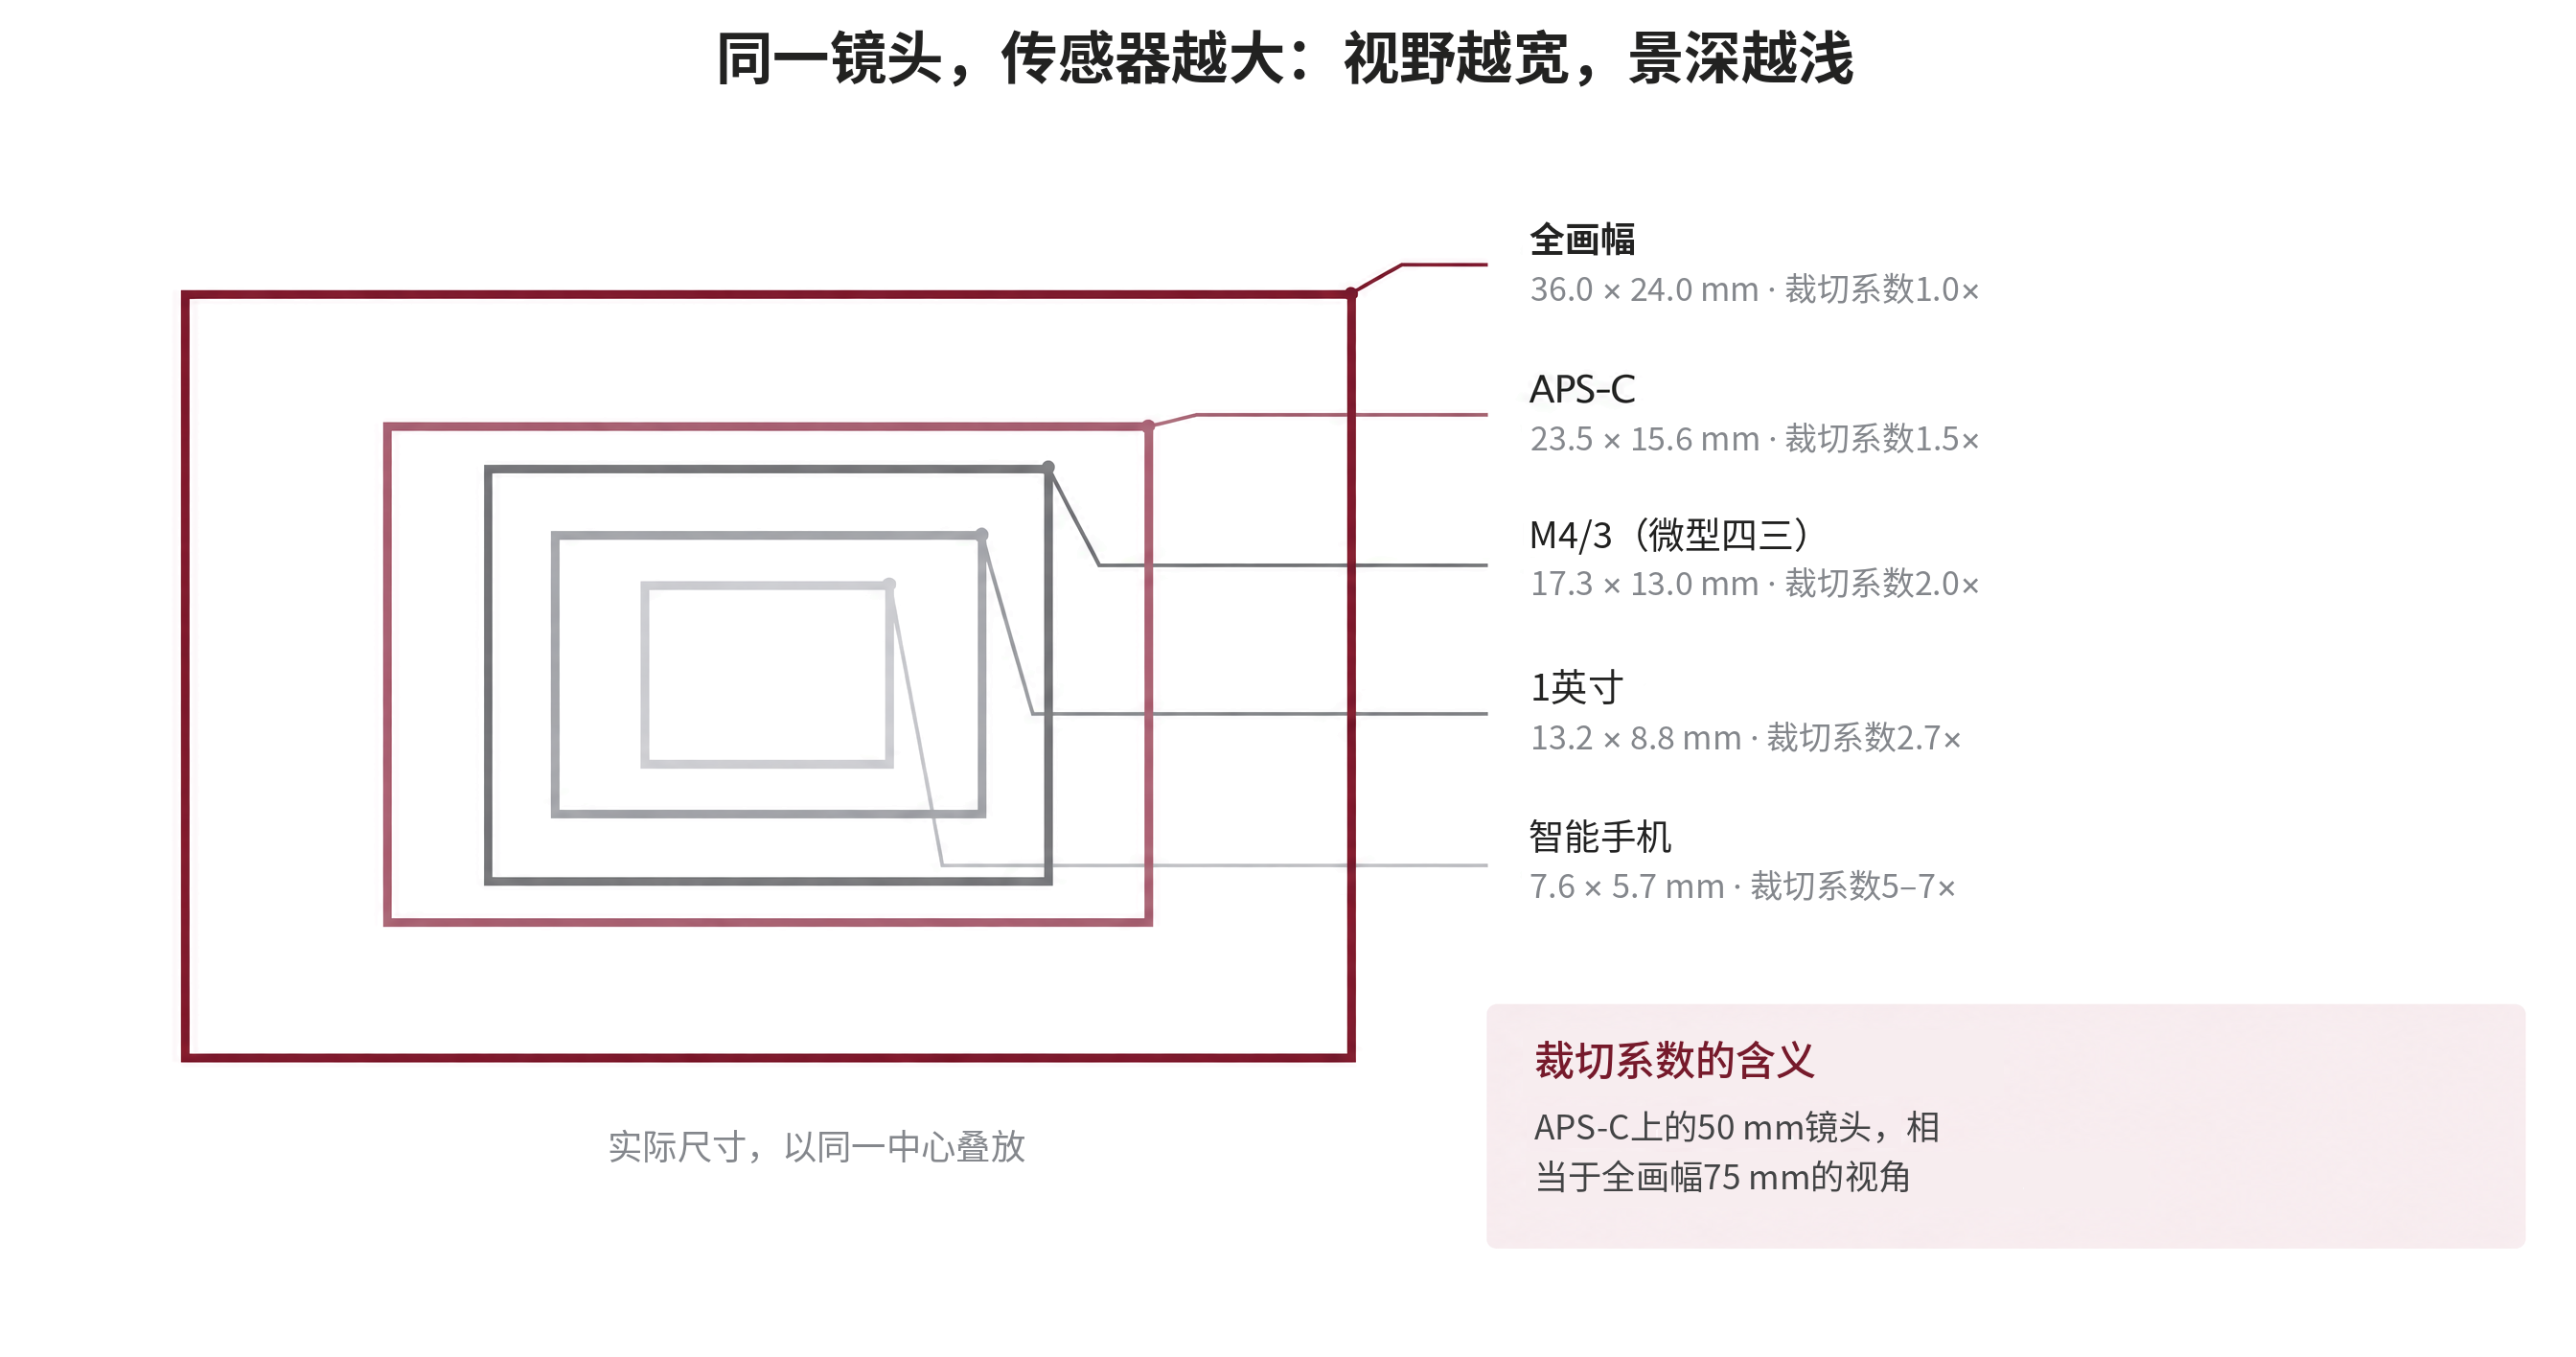 同一镜头，传感器越大：视野越宽，景深越浅
全画幅
36.0 × 24.0 mm · 裁切系数1.0×
APS-C
23.5 × 15.6 mm · 裁切系数1.5×
M4/3（微型四三）
17.3 × 13.0 mm · 裁切系数2.0×
1英寸
13.2 × 8.8 mm · 裁切系数2.7×
智能手机
7.6 × 5.7 mm · 裁切系数5–7×
裁切系数的含义
APS-C上的50 mm镜头，相
当于全画幅75 mm的视角
实际尺寸，以同一中心叠放